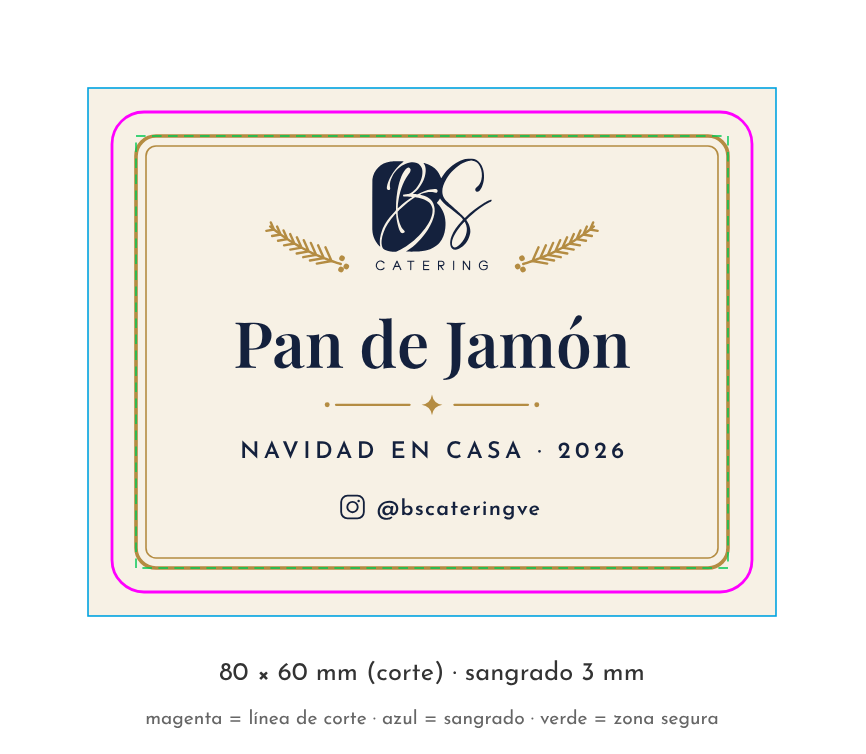 BS
CATERING
Pan de Jamón
NAVIDAD EN CASA · 2026
@bscateringve
80 × 60 mm (corte) · sangrado 3 mm
magenta = línea de corte · azul = sangrado · verde = zona segura